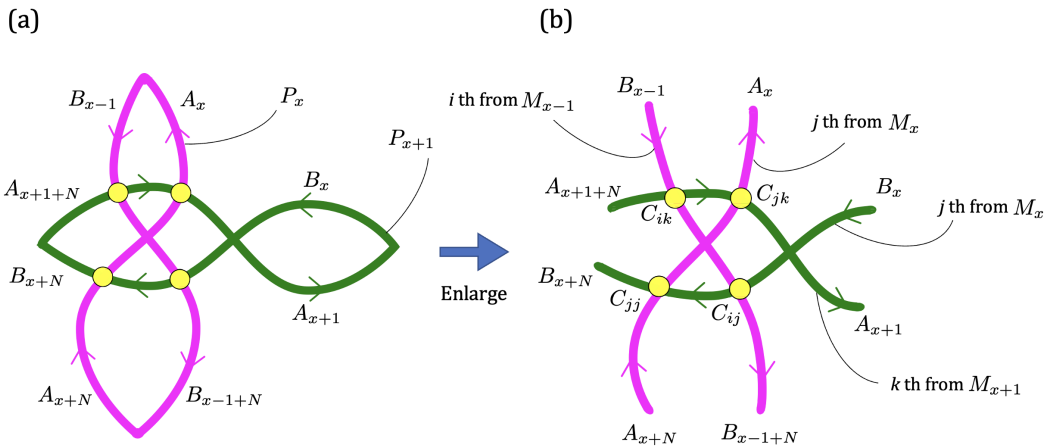 (a)
B_{x-1}
A_x
P_x
P_{x+1}
A_{x+1+N}
B_x
B_{x+N}
A_{x+1}
A_{x+N}
B_{x-1+N}
Enlarge
(b)
B_{x-1}
A_x
i th from M_{x-1}
j th from M_x
A_{x+1+N}
B_x
C_{ik}
C_{jk}
j th from M_x
B_{x+N}
C_{jj}
C_{ij}
A_{x+1}
k th from M_{x+1}
A_{x+N}
B_{x-1+N}